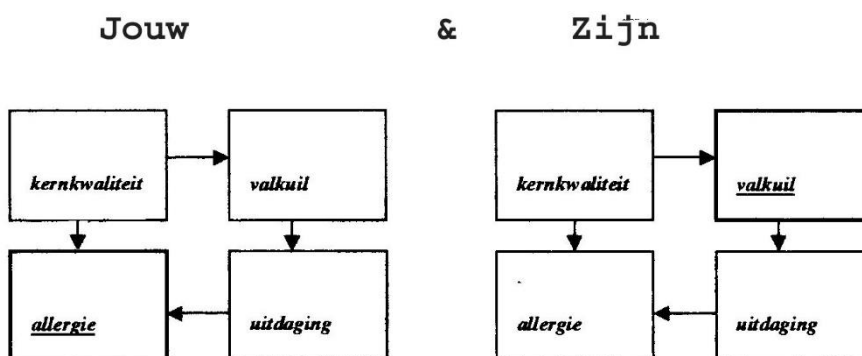 Jouw & Zijn
kernkwaliteit valkuil kernkwaliteit valkuil
allergie uitdaging allergie uitdaging